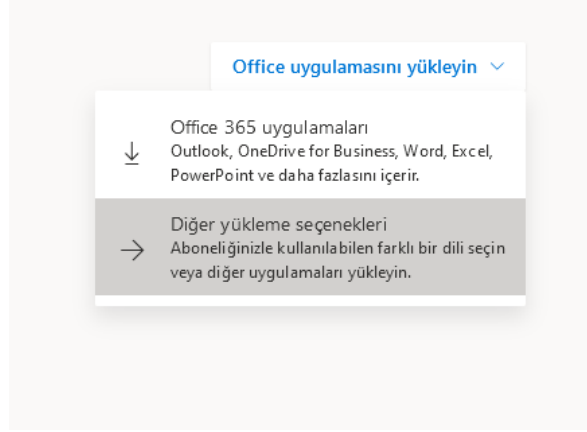 Office uygulamasını yükleyin
Office 365 uygulamaları
Outlook, OneDrive for Business, Word, Excel,
PowerPoint ve daha fazlasını içerir.
Diğer yükleme seçenekleri
Aboneliğinizle kullanılabilen farklı bir dili seçin
veya diğer uygulamaları yükleyin.